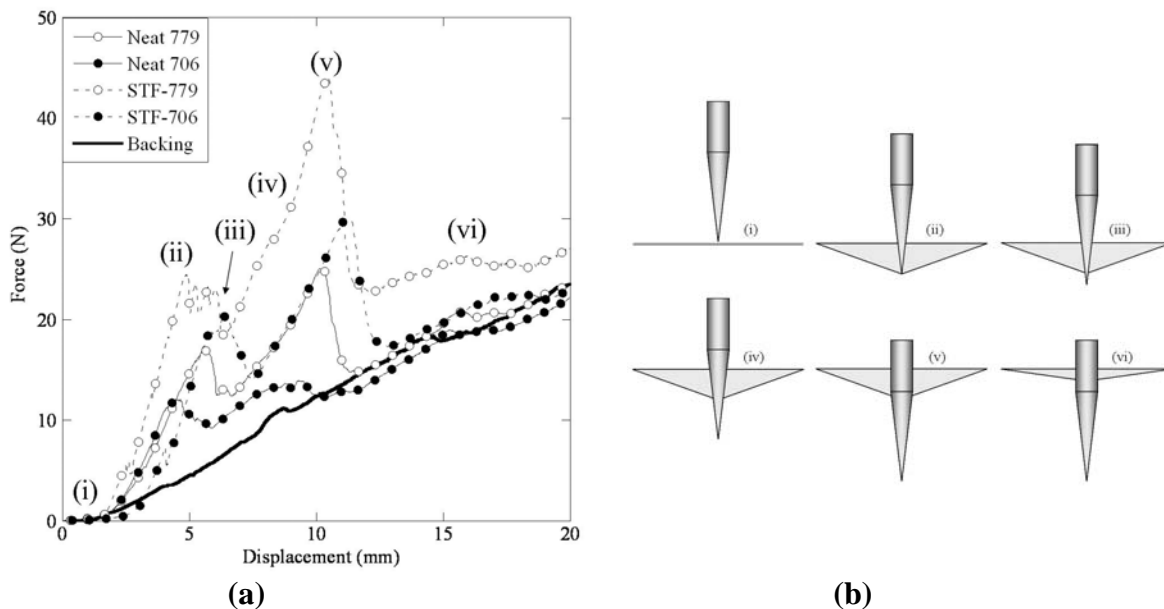 50
40
30
20
10
0
Force (N)
Neat 779
Neat 706
STF-779
STF-706
Backing
(i)
(ii)
(iii)
(iv)
(v)
(vi)
0 5 10 15 20
Displacement (mm)
(a)
(i)
(ii)
(iii)
(iv)
(v)
(vi)
(b)